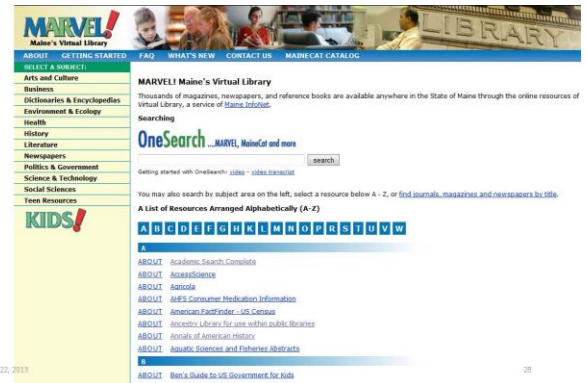 MARVEL!
Maine's Virtual Library
LIBRARY
ABOUT GETTING STARTED FAQ WHAT'S NEW CONTACT US MAINECAT CATALOG
SELECT A SUBJECT:
Arts and Culture
Business
Dictionaries & Encyclopedias
Environment & Ecology
Health
History
Literature
Newspapers
Politics & Government
Science & Technology
Social Sciences
Teen Resources
KIDS!
MARVEL! Maine's Virtual Library
Thousands of magazines, newspapers, and reference books are available anywhere in the State of Maine through the online resources of
Virtual Library, a service of Maine InfoNet.
Searching
OneSearch ...MARVEL, MaineCat and more
search
Getting started with OneSearch: video - video transcript
You may also search by subject area on the left, select a resource below A - Z, or find journals, magazines and newspapers by title.
A List of Resources Arranged Alphabetically (A-Z)
A B C D E F G H K L M N O P R S T U V W
A
ABOUT Academic Search Complete
ABOUT AccessScience
ABOUT Agricola
ABOUT AHFS Consumer Medication Information
ABOUT American FactFinder - US Census
ABOUT Ancestry Library for use within public libraries
ABOUT Annals of American History
ABOUT Aquatic Sciences and Fisheries Abstracts
B
ABOUT Ben's Guide to US Government for Kids
22, 2013
28